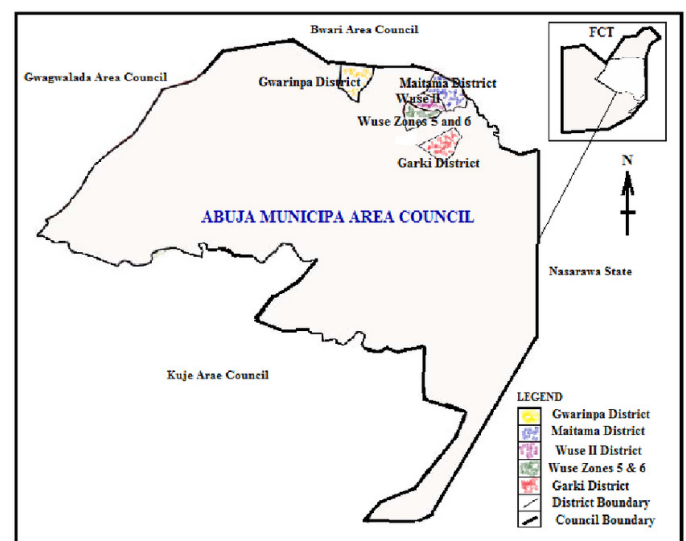 Bwari Area Council
FCT
Gwagwalada Area Council
Gwarinpa District
Maitama District
Wuse II
Wuse Zones 5 and 6
Garki District
N
ABUJA MUNICIPA AREA COUNCIL
Nasarawa State
Kuje Arae Council
LEGEND
Gwarinpa District
Maitama District
Wuse II District
Wuse Zones 5 & 6
Garki District
District Boundary
Council Boundary